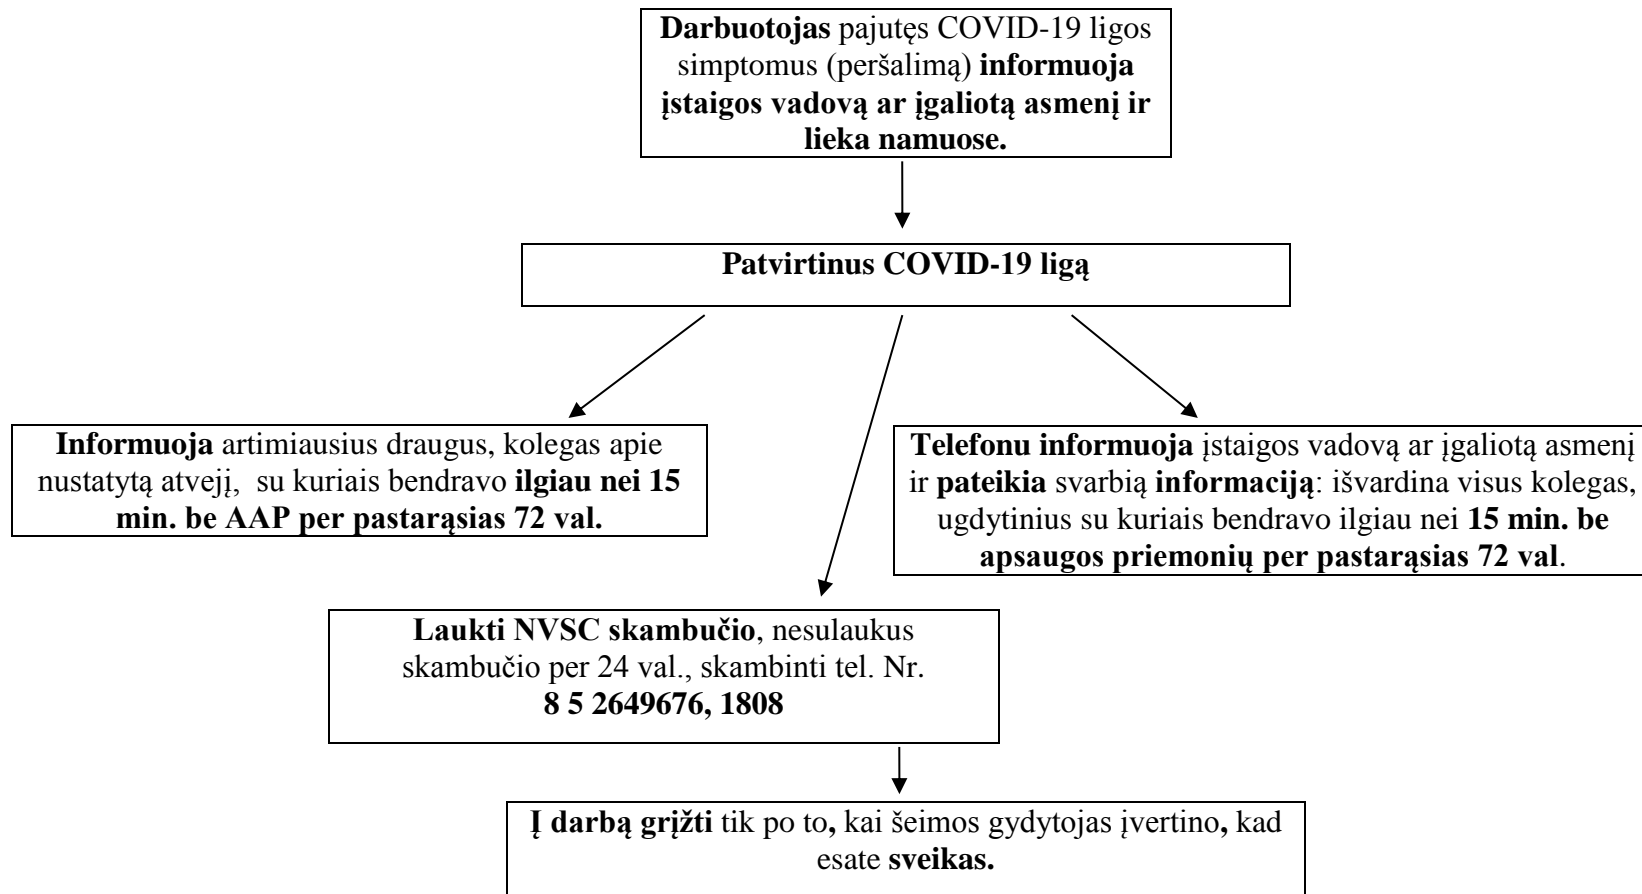 Darbuotojas pajutęs COVID-19 ligos
simptomus (peršalimą) informuoja
įstaigos vadovą ar įgaliotą asmenį ir
lieka namuose.
Patvirtinus COVID-19 ligą
Informuoja artimiausius draugus, kolegas apie
nustatytą atvejį, su kuriais bendravo ilgiau nei 15
min. be AAP per pastarąsias 72 val.
Telefonu informuoja įstaigos vadovą ar įgaliotą asmenį
ir pateikia svarbią informaciją: išvardina visus kolegas,
ugdytinius su kuriais bendravo ilgiau nei 15 min. be
apsaugos priemonių per pastarąsias 72 val.
Laukti NVSC skambučio, nesulaukus
skambučio per 24 val., skambinti tel. Nr.
8 5 2649676, 1808
Į darbą grįžti tik po to, kai šeimos gydytojas įvertino, kad
esate sveikas.